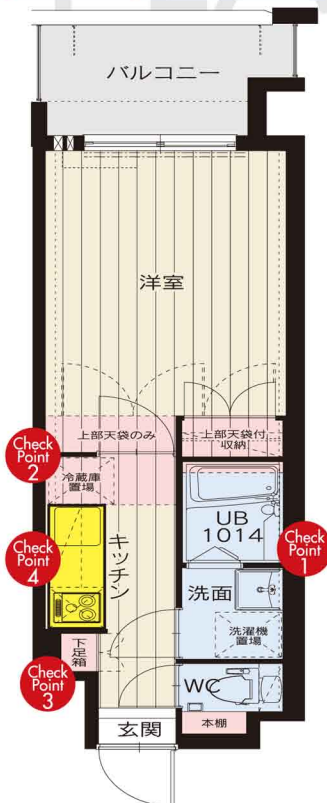 バルコニー
洋室
上部天袋のみ
上部天袋付
収納
Check
Point
2
冷蔵庫
置場
UB
1014
Check
Point
1
Check
Point
4
キッチン
洗面
洗濯機
置場
下足箱
Check
Point
3
WC
本棚
玄関